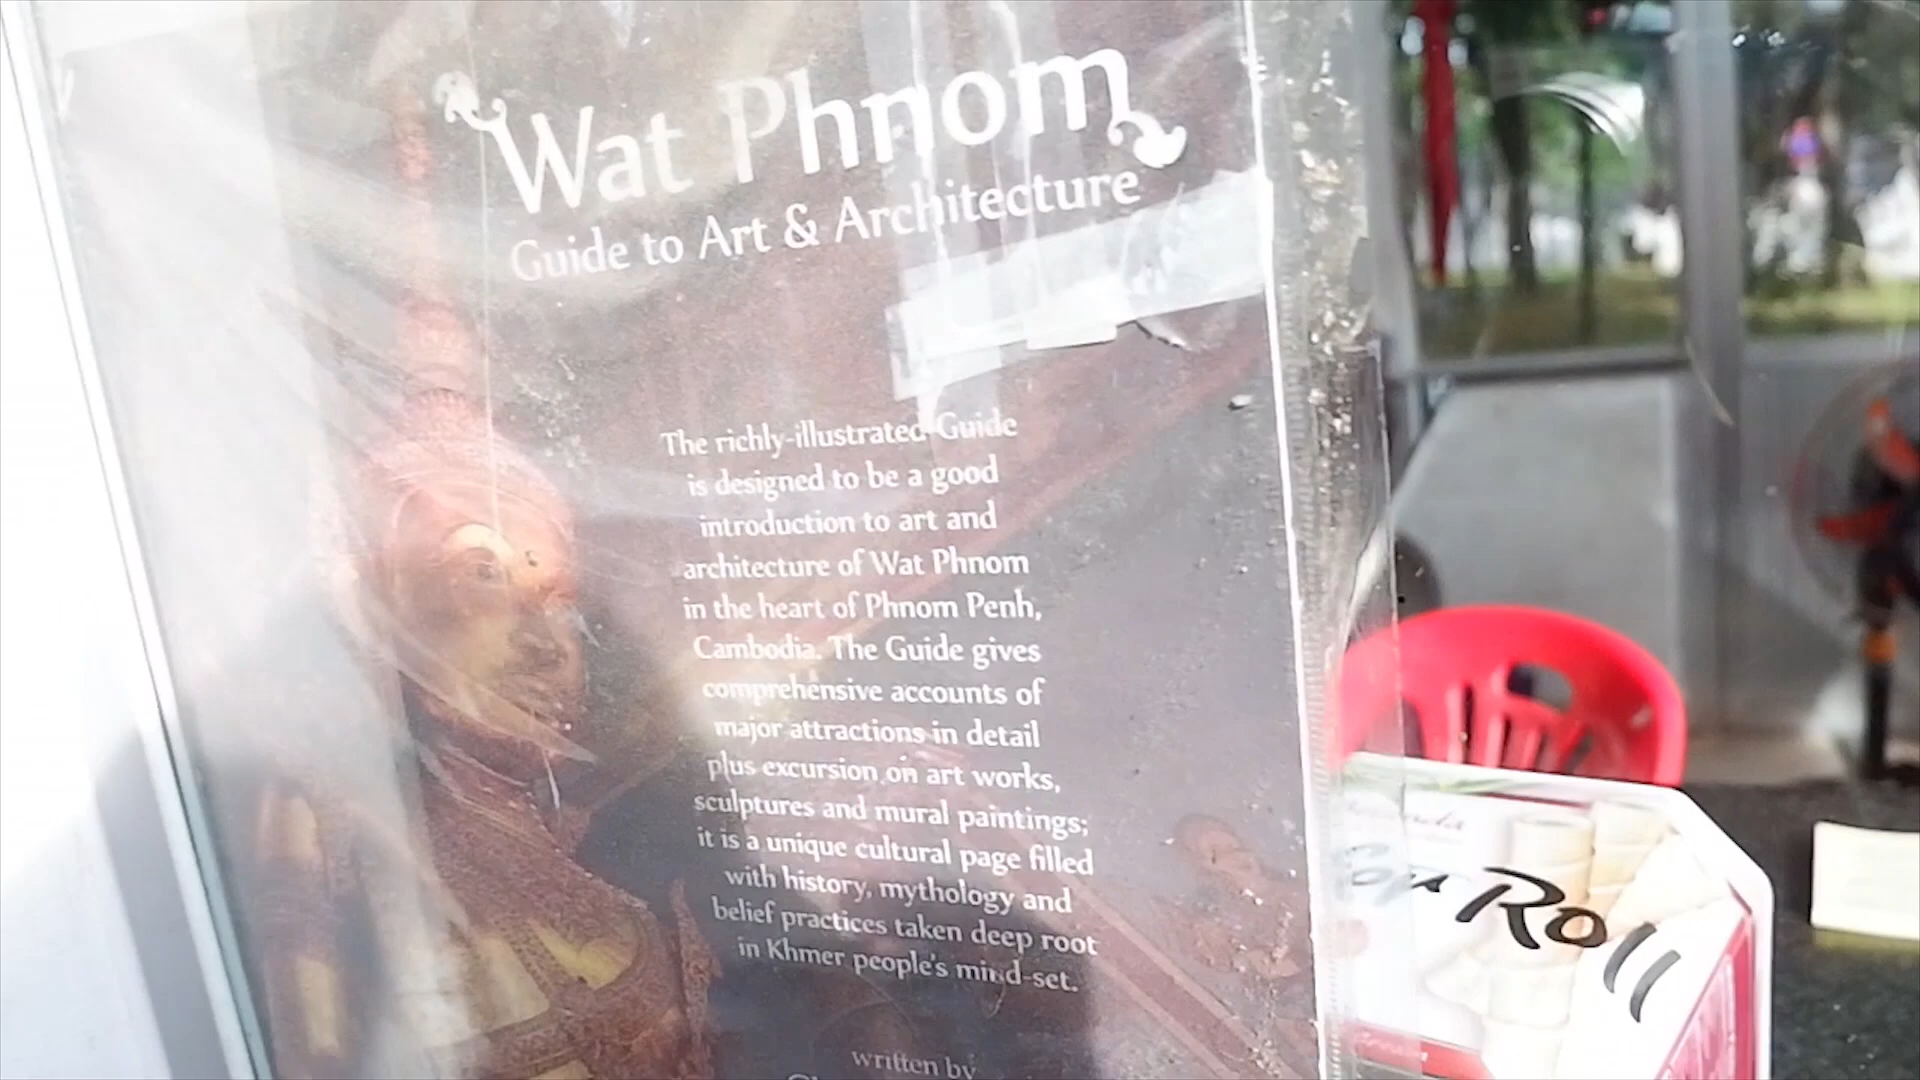 Wat Phnom
Guide to Art & Architecture
The richly-illustrated Guide
is designed to be a good
introduction to art and
architecture of Wat Phnom
in the heart of Phnom Penh,
Cambodia. The Guide gives
comprehensive accounts of
major attractions in detail
plus excursion on art works,
sculptures and mural paintings;
it is a unique cultural page filled
with history, mythology and
belief practices taken deep root
in Khmer people's mind-set.
written by
Roll